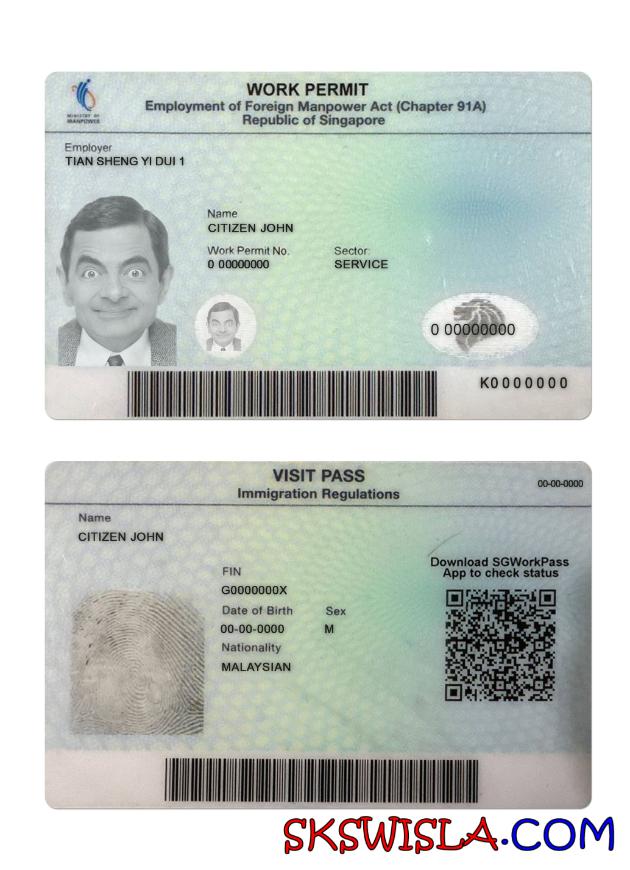 MINISTRY OF
MANPOWER
WORK PERMIT
Employment of Foreign Manpower Act (Chapter 91A)
Republic of Singapore
Employer
TIAN SHENG YI DUI 1
Name
CITIZEN JOHN
Work Permit No.
Sector:
0 00000000
SERVICE
0 00000000
K0000000
VISIT PASS
Immigration Regulations
00-00-0000
Name
CITIZEN JOHN
Download SGWorkPass
App to check status
FIN
G0000000X
Date of Birth
Sex
00-00-0000
M
Nationality
MALAYSIAN
SKSWISLA.COM